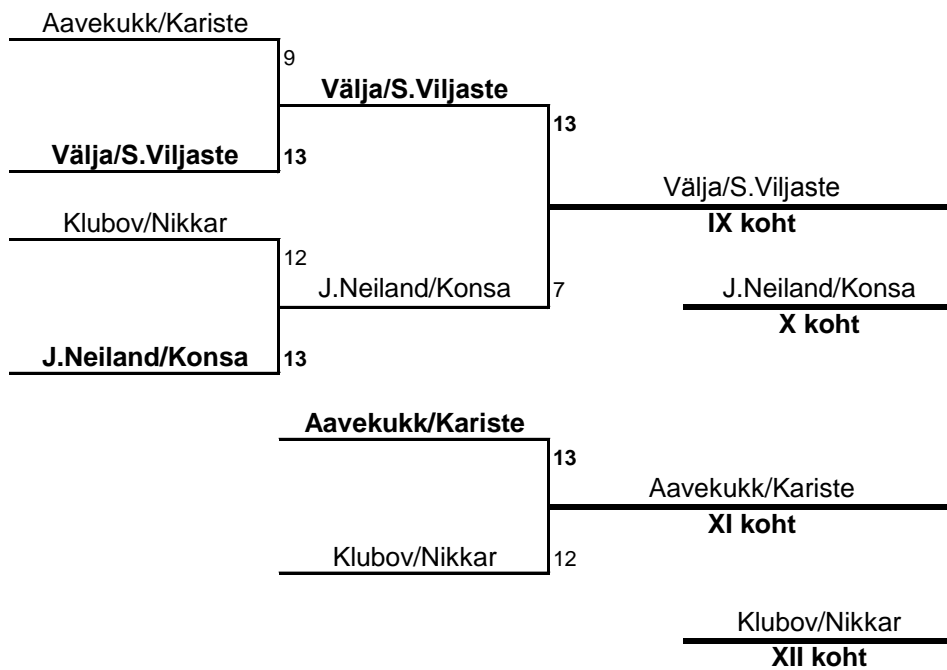 Aavekukk/Kariste
9
Välja/S.Viljaste
13
Välja/S.Viljaste
13
Välja/S.Viljaste
Klubov/Nikkar
IX koht
12
J.Neiland/Konsa
7
J.Neiland/Konsa
X koht
J.Neiland/Konsa
13
Aavekukk/Kariste
13
Aavekukk/Kariste
XI koht
Klubov/Nikkar
12
Klubov/Nikkar
XII koht